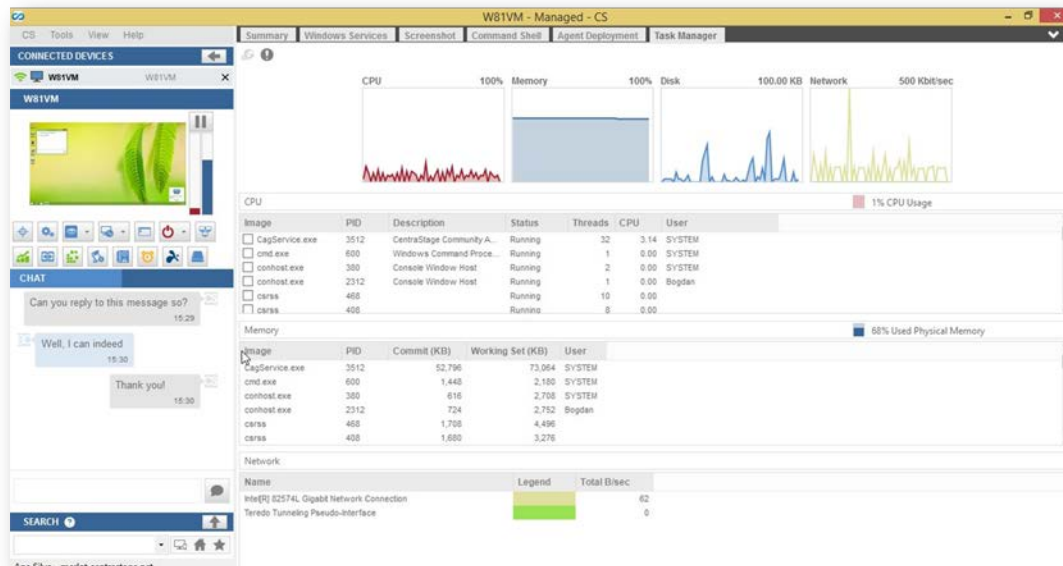 W81VM - Managed - CS
CS Tools View Help
Summary Windows Services Screenshot Command Shell Agent Deployment Task Manager
CONNECTED DEVICES
W81VM W81VM X
W81VM
CPU 100% Memory 100% Disk 100.00 KB Network 500 Kbit/sec
CPU 1% CPU Usage
Image PID Description Status Threads CPU User
CagService.exe 3512 CentraStage Community A... Running 32 3.14 SYSTEM
cmd.exe 600 Windows Command Proce... Running 1 0.00 SYSTEM
conhost.exe 380 Console Window Host Running 2 0.00 SYSTEM
conhost.exe 2312 Console Window Host Running 1 0.00 Bogdan
csrss 468 Running 10 0.00
csrss 408 Running 8 0.00
Memory 68% Used Physical Memory
Image PID Commit (KB) Working Set (KB) User
CagService.exe 3512 52,796 73,064 SYSTEM
cmd.exe 600 1,448 2,180 SYSTEM
conhost.exe 380 616 2,708 SYSTEM
conhost.exe 2312 724 2,752 Bogdan
csrss 468 1,708 4,496
csrss 408 1,680 3,276
Network
Name Legend Total B/sec
Intel[R] 82574L Gigabit Network Connection 62
Teredo Tunneling Pseudo-Interface 0
CHAT
Can you reply to this message so?
15:29
Well, I can indeed
15:30
Thank you!
15:30
SEARCH